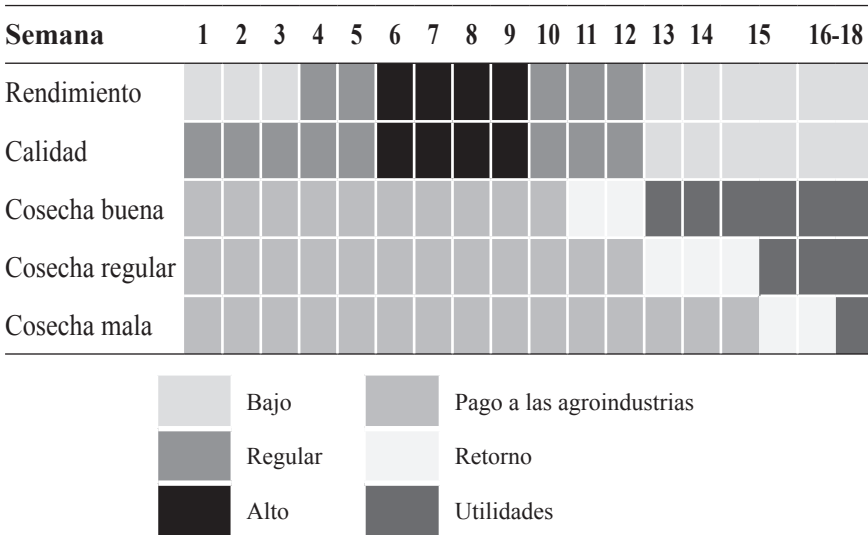 Semana 1 2 3 4 5 6 7 8 9 10 11 12 13 14 15 16-18
Rendimiento
Calidad
Cosecha buena
Cosecha regular
Cosecha mala
Bajo Pago a las agroindustrias
Regular Retorno
Alto Utilidades